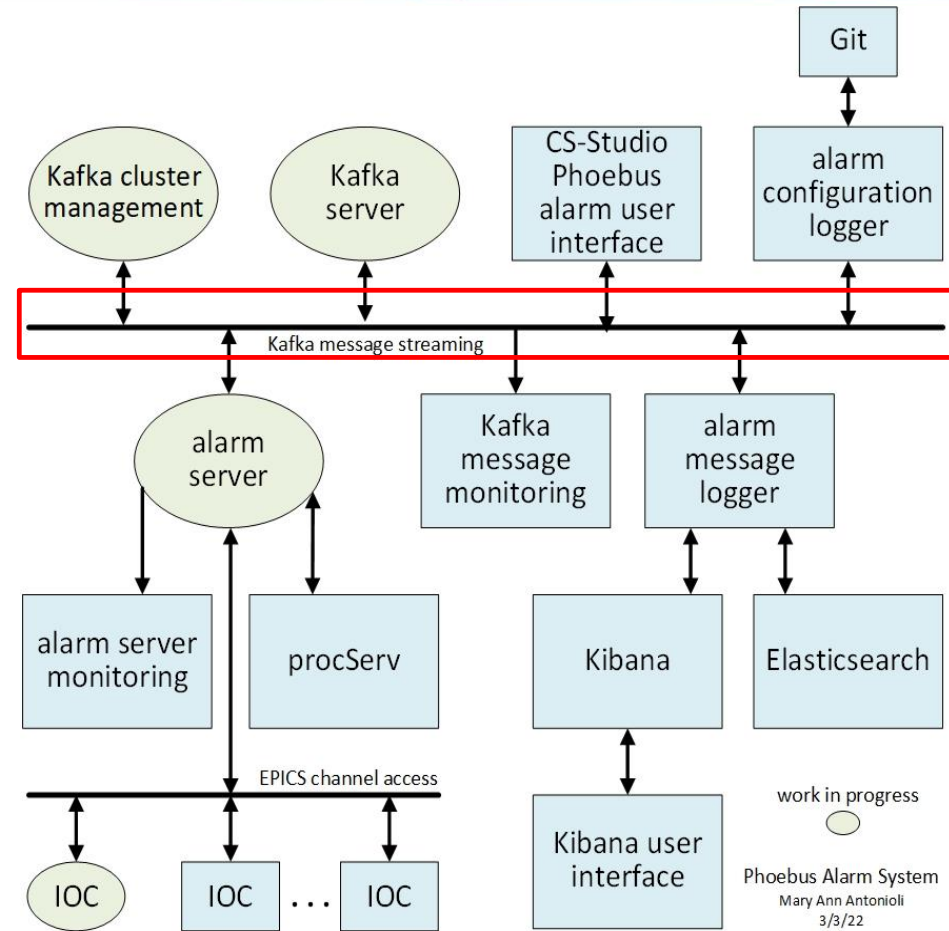 Git
Kafka cluster
management
Kafka
server
CS-Studio
Phoebus
alarm user
interface
alarm
configuration
logger
Kafka message streaming
alarm
server
Kafka
message
monitoring
alarm
message
logger
alarm server
monitoring
procServ
Kibana
Elasticsearch
EPICS channel access
IOC
IOC
...
IOC
Kibana user
interface
work in progress
Phoebus Alarm System
Mary Ann Antonioli
3/3/22